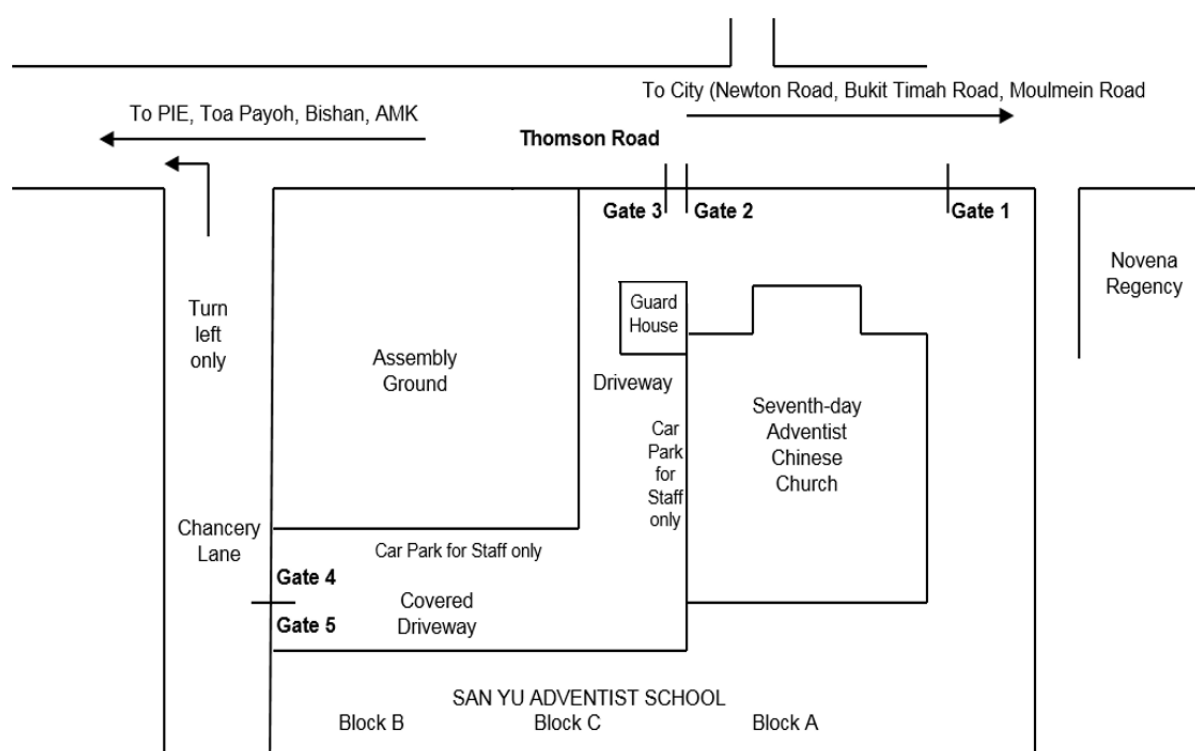 To City (Newton Road, Bukit Timah Road, Moulmein Road
To PIE, Toa Payoh, Bishan, AMK
Thomson Road
Gate 3
Gate 2
Gate 1
Novena
Regency
Guard
House
Turn
left
only
Assembly
Ground
Driveway
Car
Park
for
Staff
only
Seventh-day
Adventist
Chinese
Church
Chancery
Lane
Car Park for Staff only
Gate 4
Covered
Driveway
Gate 5
SAN YU ADVENTIST SCHOOL
Block B
Block C
Block A